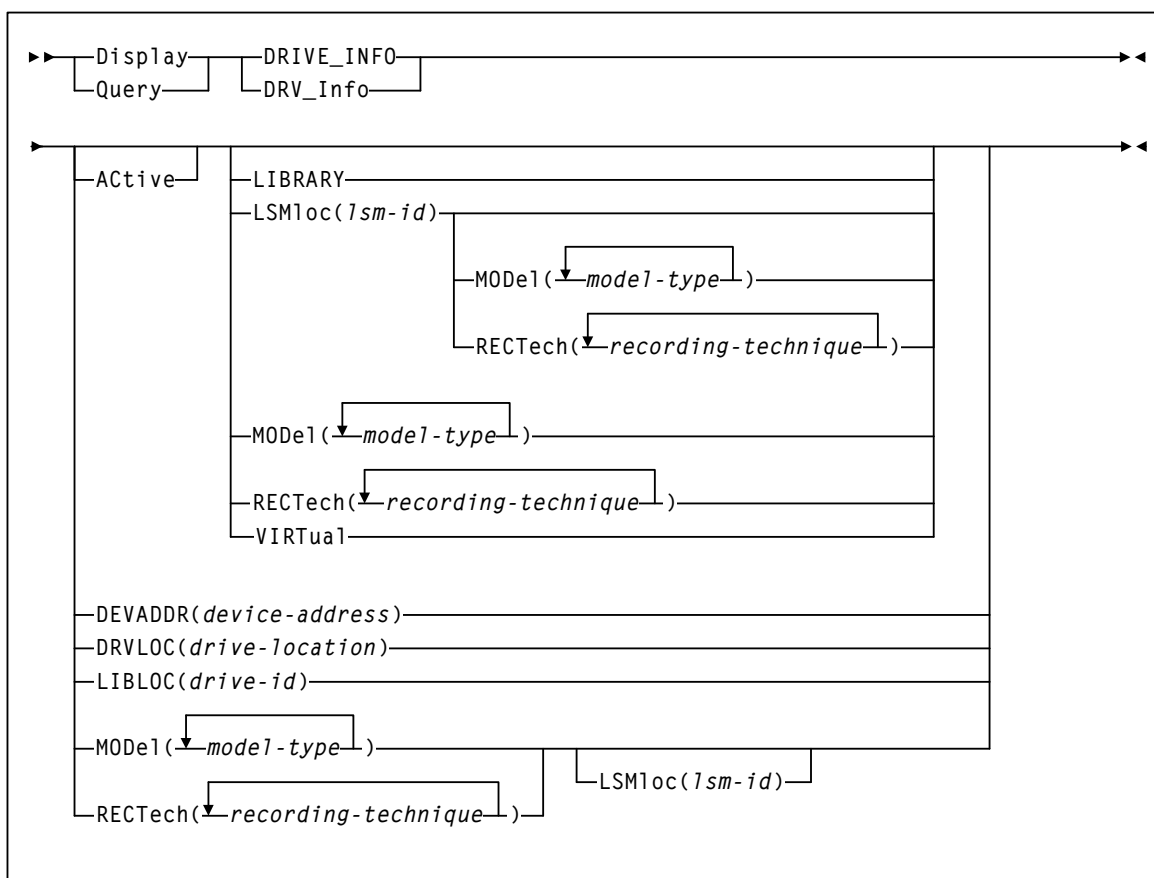 Display DRIVE_INFO
Query DRV_Info
ACtive LIBRARY
LSMloc(lsm-id)
MODel(model-type)
RECTech(recording-technique)
MODel(model-type)
RECTech(recording-technique)
VIRTual
DEVADDR(device-address)
DRVLOC(drive-location)
LIBLOC(drive-id)
MODel(model-type)
LSMloc(lsm-id)
RECTech(recording-technique)